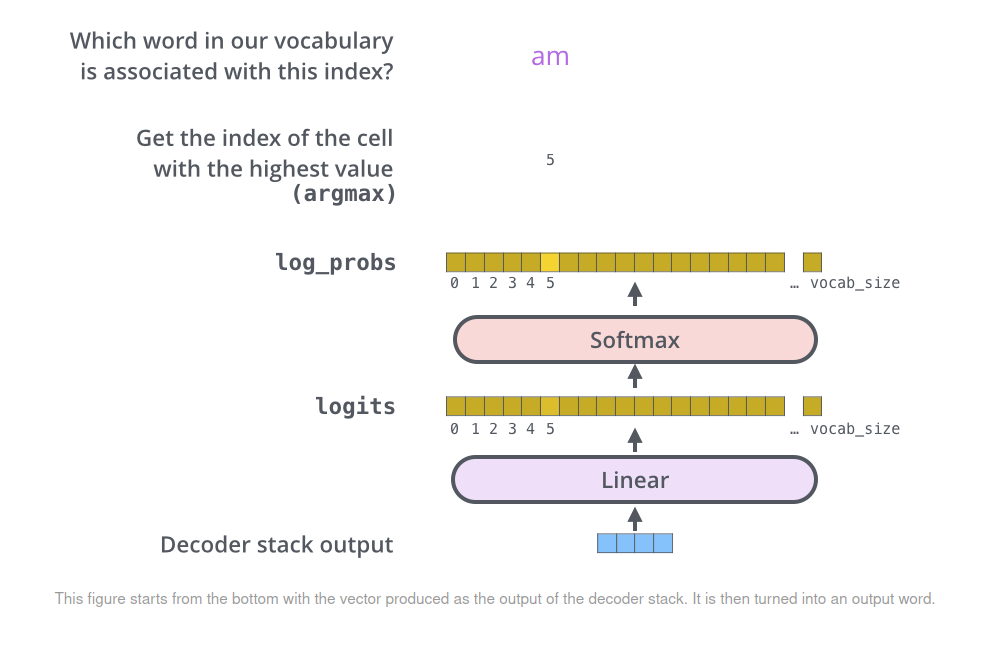 Which word in our vocabulary
is associated with this index?
am
Get the index of the cell
with the highest value
(argmax)
5
log_probs
0 1 2 3 4 5 … vocab_size
Softmax
logits
0 1 2 3 4 5 … vocab_size
Linear
Decoder stack output
This figure starts from the bottom with the vector produced as the output of the decoder stack. It is then turned into an output word.